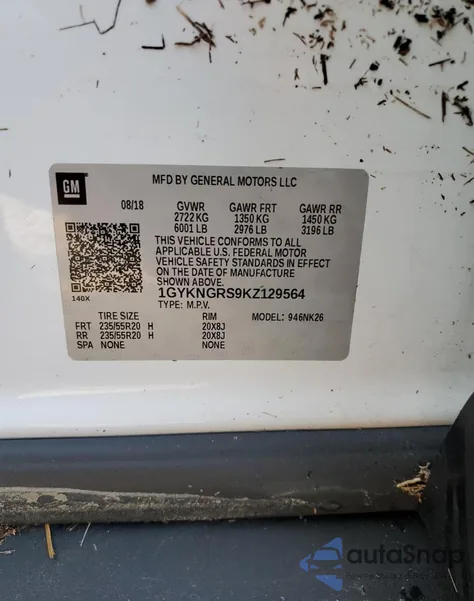 GM
MFD BY GENERAL MOTORS LLC
08/18 GVWR GAWR FRT GAWR RR
2722 KG 1350 KG 1450 KG
6001 LB 2976 LB 3196 LB
THIS VEHICLE CONFORMS TO ALL
APPLICABLE U.S. FEDERAL MOTOR
VEHICLE SAFETY STANDARDS IN EFFECT
ON THE DATE OF MANUFACTURE
SHOWN ABOVE.
140X 1GYKNGRS9KZ129564
TYPE: M.P.V.
TIRE SIZE RIM MODEL: 946NK26
FRT 235/55R20 H 20X8J
RR 235/55R20 H 20X8J
SPA NONE NONE
autoSnap